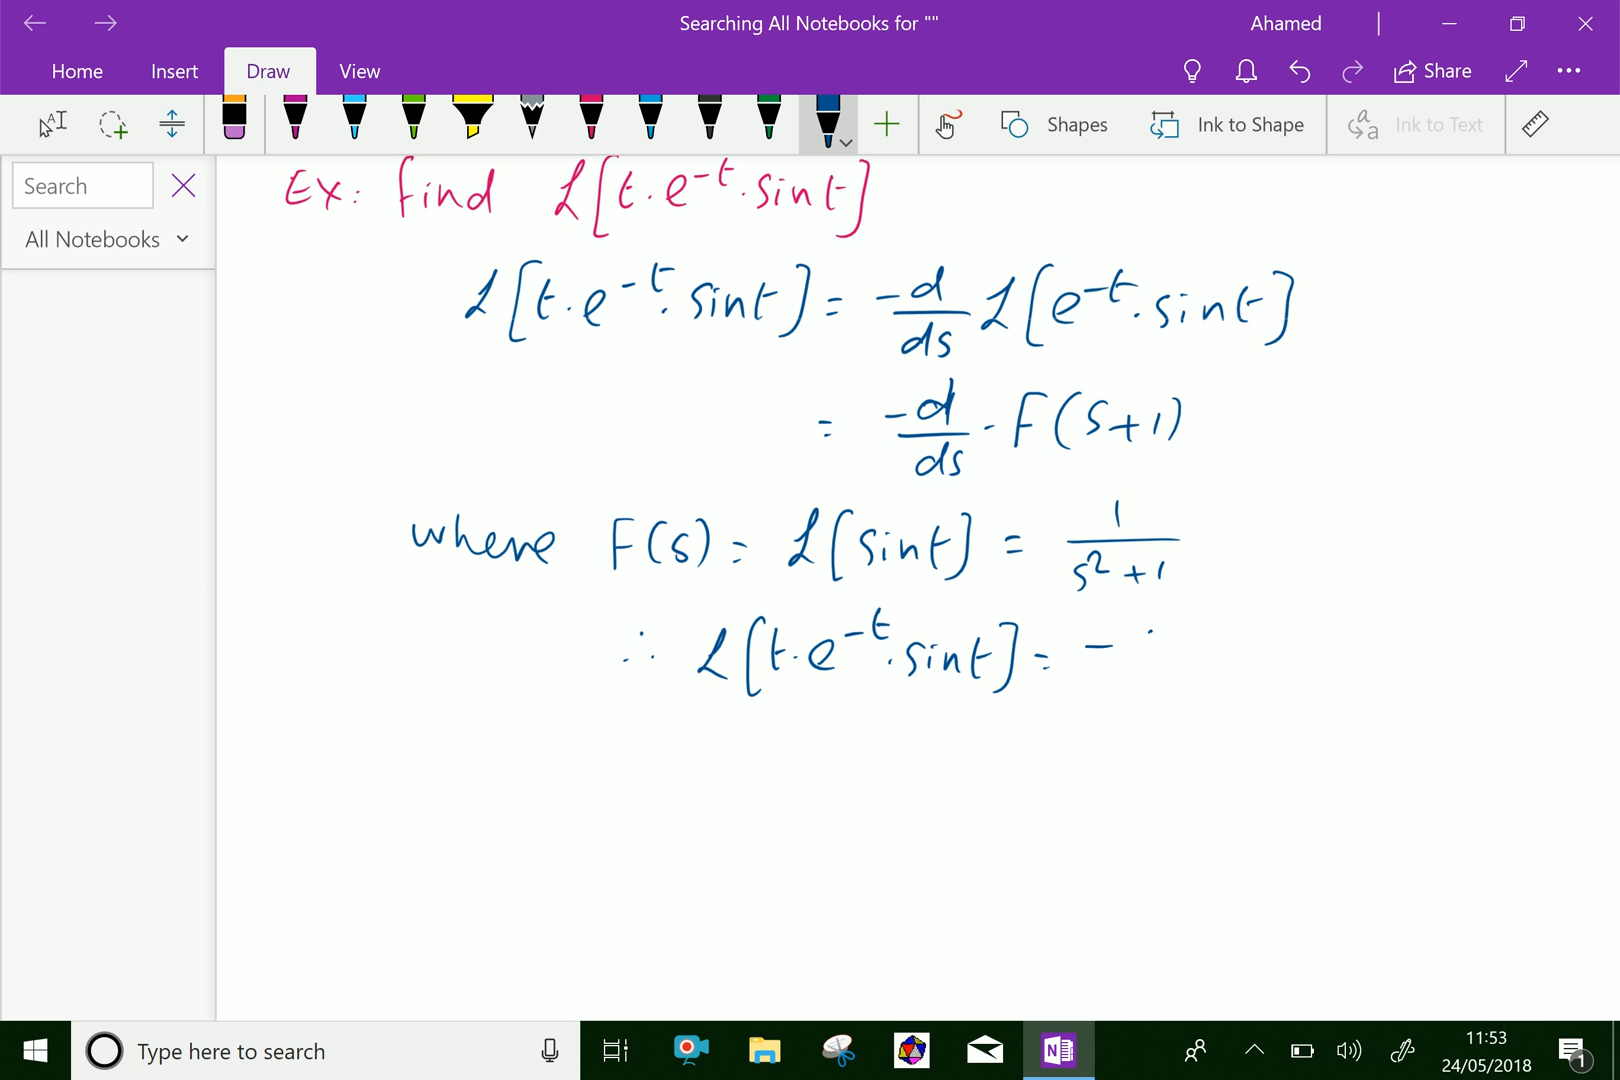 Searching All Notebooks for "" Ahamed
Home Insert Draw View Share
Shapes Ink to Shape Ink to Text
Search
All Notebooks
Ex: find ℒ[t.e^-t.sint]
ℒ[t.e^-t.sint] = -d/ds ℒ[e^-t.sint]
= -d/ds . F(s+1)
where F(s) = ℒ[sint] = 1/(s²+1)
∴ ℒ[t.e^-t.sint] = -
Type here to search
11:53
24/05/2018
1